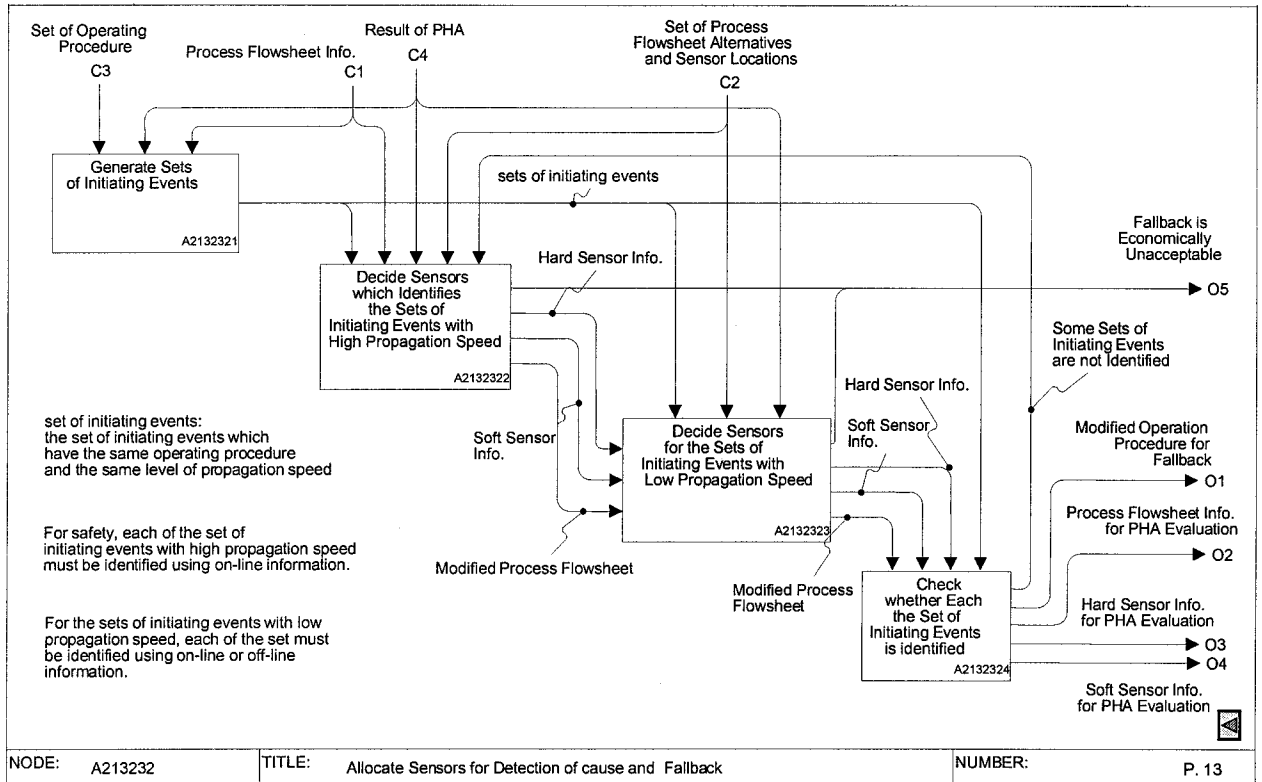 Set of Operating
Procedure
C3
Process Flowsheet Info.
C1
Result of PHA
C4
Set of Process
Flowsheet Alternatives
and Sensor Locations
C2
Generate Sets
of Initiating Events
A2132321
sets of initiating events
Fallback is
Economically
Unacceptable
O5
Decide Sensors
which Identifies
the Sets of
Initiating Events with
High Propagation Speed
A2132322
Hard Sensor Info.
Some Sets of
Initiating Events
are not Identified
Hard Sensor Info.
Soft Sensor
Info.
Soft Sensor
Info.
set of initiating events:
the set of initiating events which
have the same operating procedure
and the same level of propagation speed
Decide Sensors
for the Sets of
Initiating Events with
Low Propagation Speed
A2132323
Modified Operation
Procedure for
Fallback
O1
Process Flowsheet Info.
for PHA Evaluation
O2
For safety, each of the set of
initiating events with high propagation speed
must be identified using on-line information.
Modified Process Flowsheet
Modified Process
Flowsheet
Check
whether Each
the Set of
Initiating Events
is identified
A2132324
Hard Sensor Info.
for PHA Evaluation
O3
O4
Soft Sensor Info.
for PHA Evaluation
For the sets of initiating events with low
propagation speed, each of the set must
be identified using on-line or off-line
information.
NODE: A213232
TITLE: Allocate Sensors for Detection of cause and Fallback
NUMBER: P. 13